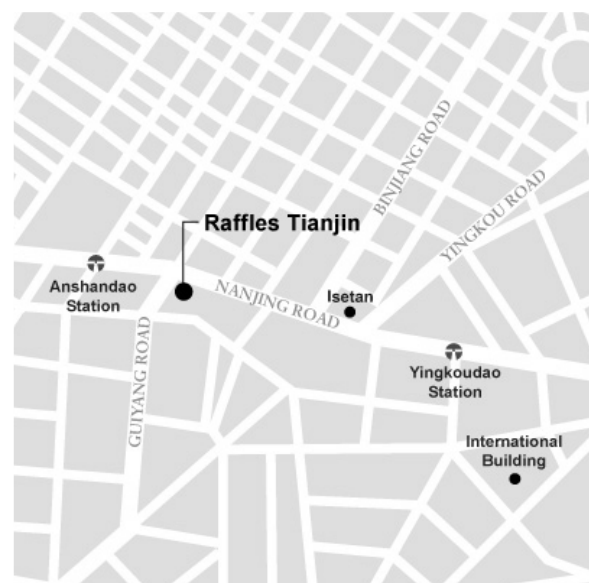 BINJIANG ROAD
YINGKOU ROAD
Raffles Tianjin
Anshandao
Station
NANJING ROAD
Isetan
GUIYANG ROAD
Yingkoudao
Station
International
Building